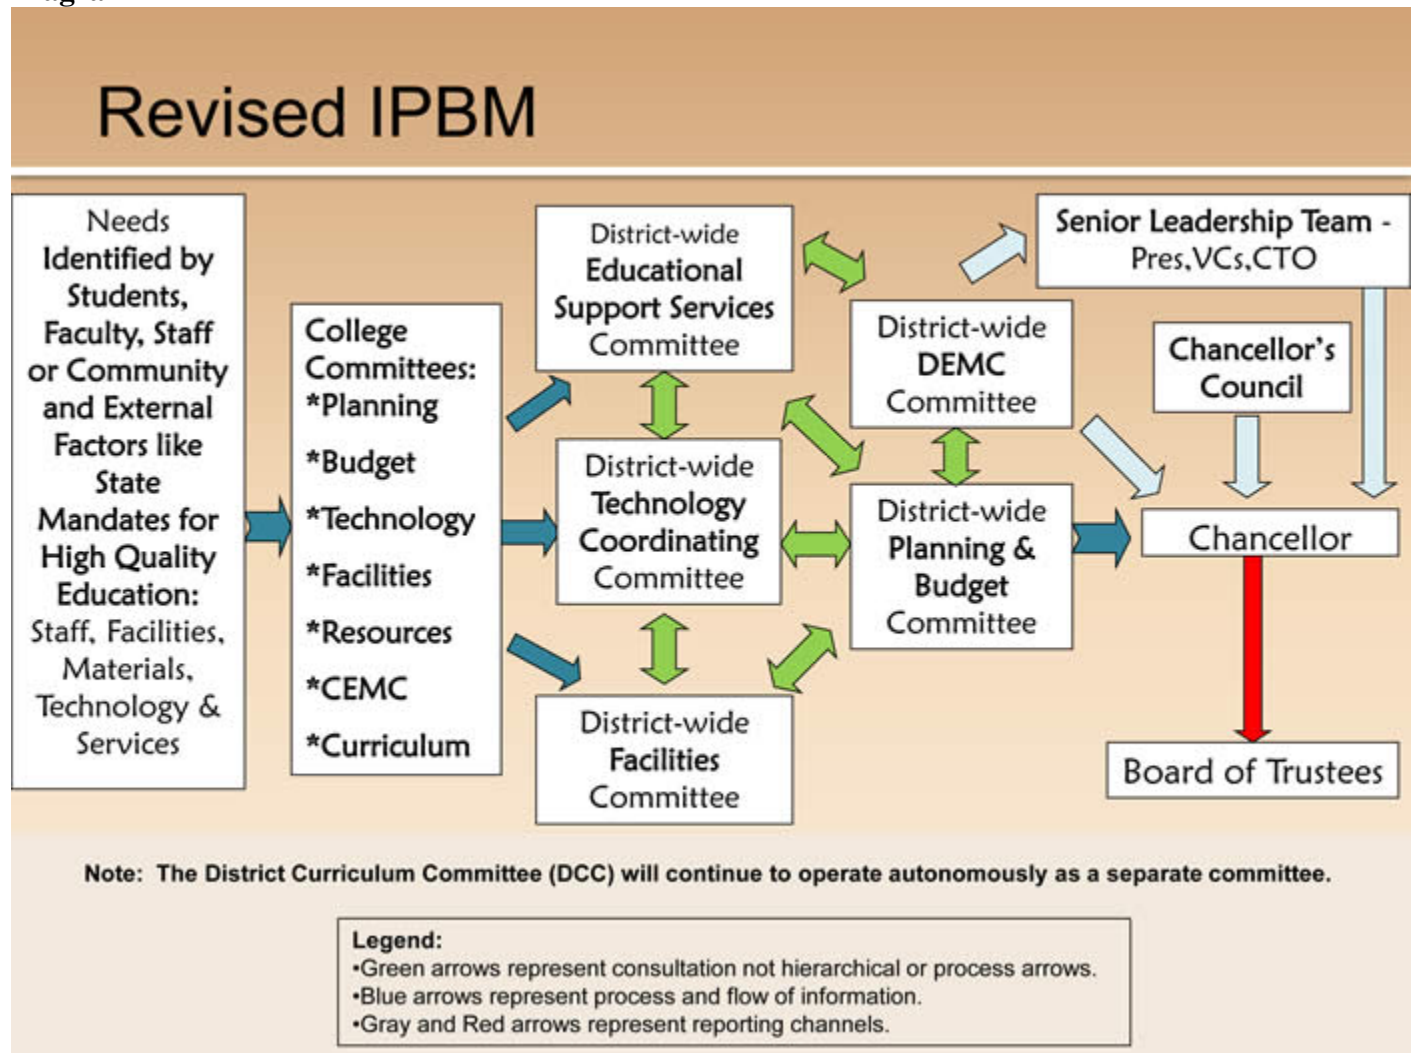 Revised IPBM
Needs
Identified by
Students,
Faculty, Staff
or Community
and External
Factors like
State
Mandates for
High Quality
Education:
Staff, Facilities,
Materials,
Technology &
Services
College
Committees:
*Planning
*Budget
*Technology
*Facilities
*Resources
*CEMC
*Curriculum
District-wide
Educational
Support Services
Committee
District-wide
Technology
Coordinating
Committee
District-wide
Facilities
Committee
District-wide
DEMC
Committee
District-wide
Planning &
Budget
Committee
Senior Leadership Team -
Pres,VCs,CTO
Chancellor's
Council
Chancellor
Board of Trustees
Note: The District Curriculum Committee (DCC) will continue to operate autonomously as a separate committee.
Legend:
•Green arrows represent consultation not hierarchical or process arrows.
•Blue arrows represent process and flow of information.
•Gray and Red arrows represent reporting channels.